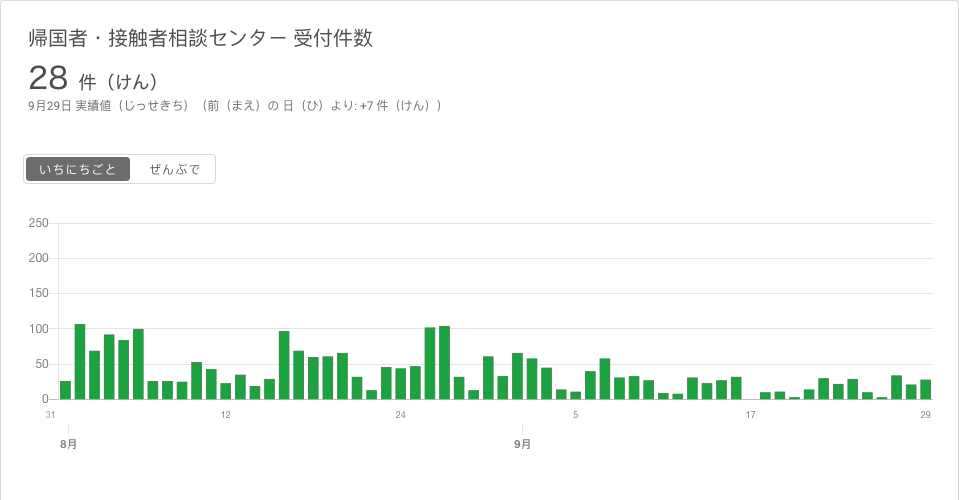 帰国者・接触者相談センター 受付件数
28 件（けん）
9月29日 実績値（じっせきち）（前（まえ）の 日（ひ）より: +7 件（けん））
いちにちごと ぜんぶで
250
200
150
100
50
0
31 12 24 5 17 29
8月 9月